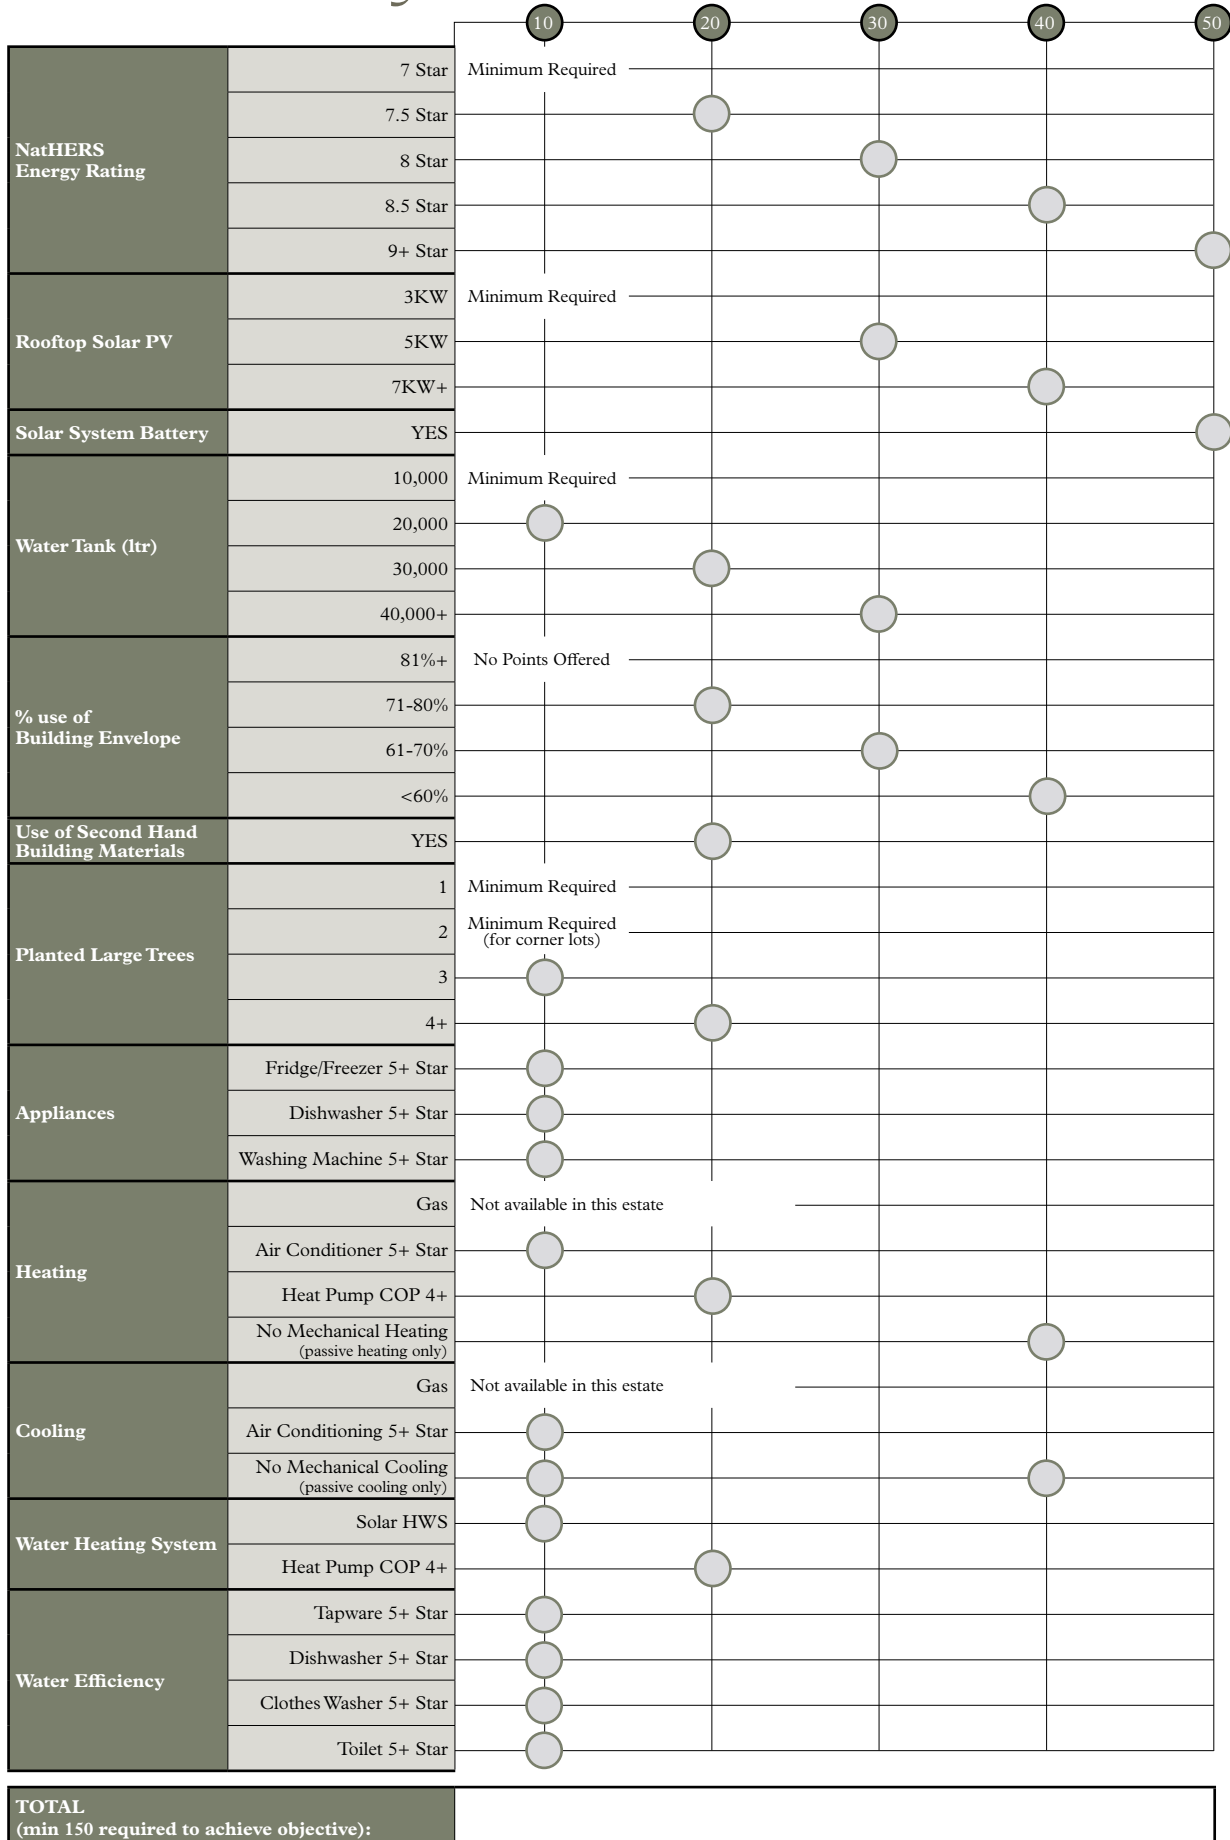 10 20 30 40 50
NatHERS
Energy Rating
7 Star Minimum Required
7.5 Star
8 Star
8.5 Star
9+ Star
Rooftop Solar PV
3KW Minimum Required
5KW
7KW+
Solar System Battery YES
Water Tank (ltr)
10,000 Minimum Required
20,000
30,000
40,000+
% use of
Building Envelope
81%+ No Points Offered
71-80%
61-70%
<60%
Use of Second Hand
Building Materials
YES
Planted Large Trees
1 Minimum Required
2 Minimum Required
(for corner lots)
3
4+
Appliances
Fridge/Freezer 5+ Star
Dishwasher 5+ Star
Washing Machine 5+ Star
Heating
Gas Not available in this estate
Air Conditioner 5+ Star
Heat Pump COP 4+
No Mechanical Heating
(passive heating only)
Cooling
Gas Not available in this estate
Air Conditioning 5+ Star
No Mechanical Cooling
(passive cooling only)
Water Heating System
Solar HWS
Heat Pump COP 4+
Water Efficiency
Tapware 5+ Star
Dishwasher 5+ Star
Clothes Washer 5+ Star
Toilet 5+ Star
TOTAL
(min 150 required to achieve objective):